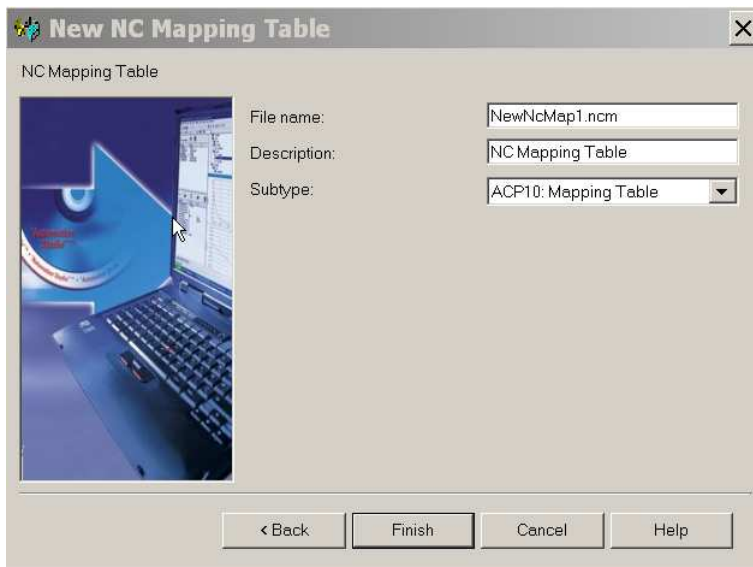 New NC Mapping Table
NC Mapping Table
File name: NewNcMap1.ncm
Description: NC Mapping Table
Subtype: ACP10: Mapping Table
< Back Finish Cancel Help